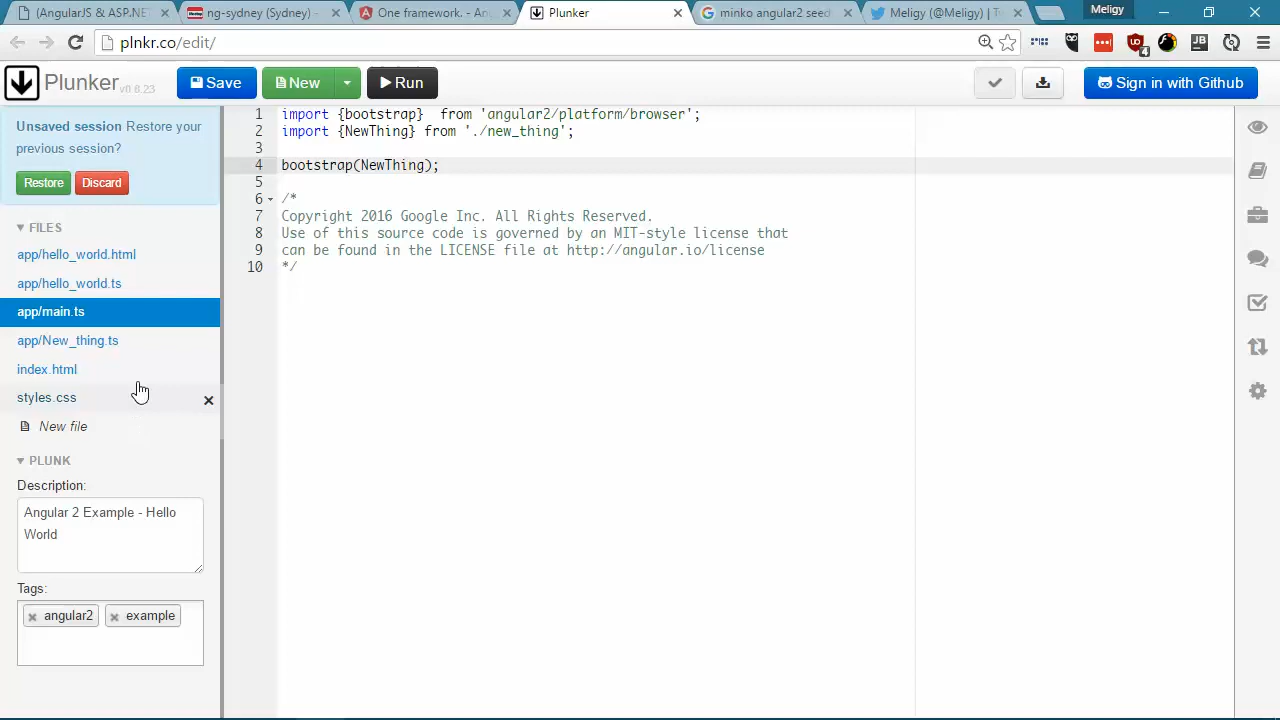 (AngularJS & ASP.NET
ng-sydney (Sydney) -
One framework. - Ang
Plunker
minko angular2 seed
Meligy (@Meligy) | Tw
Meligy
plnkr.co/edit/
4
Plunker v0.8.23
Save
New
Run
Sign in with Github
Unsaved session Restore your
previous session?
Restore
Discard
FILES
app/hello_world.html
app/hello_world.ts
app/main.ts
app/New_thing.ts
index.html
styles.css
New file
PLUNK
Description:
Angular 2 Example - Hello
World
Tags:
angular2
example
1 import {bootstrap}  from 'angular2/platform/browser';
2 import {NewThing} from './new_thing';
3
4 bootstrap(NewThing);
5
6 /*
7 Copyright 2016 Google Inc. All Rights Reserved.
8 Use of this source code is governed by an MIT-style license that
9 can be found in the LICENSE file at http://angular.io/license
10 */